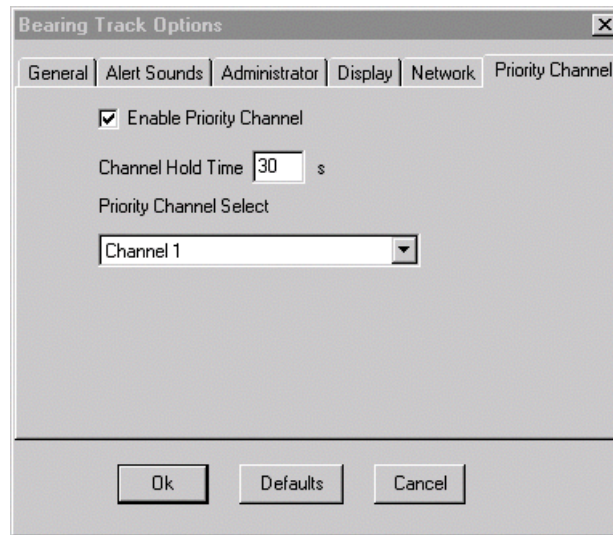 Bearing Track Options
General Alert Sounds Administrator Display Network Priority Channel
Enable Priority Channel
Channel Hold Time 30 s
Priority Channel Select
Channel 1
Ok Defaults Cancel